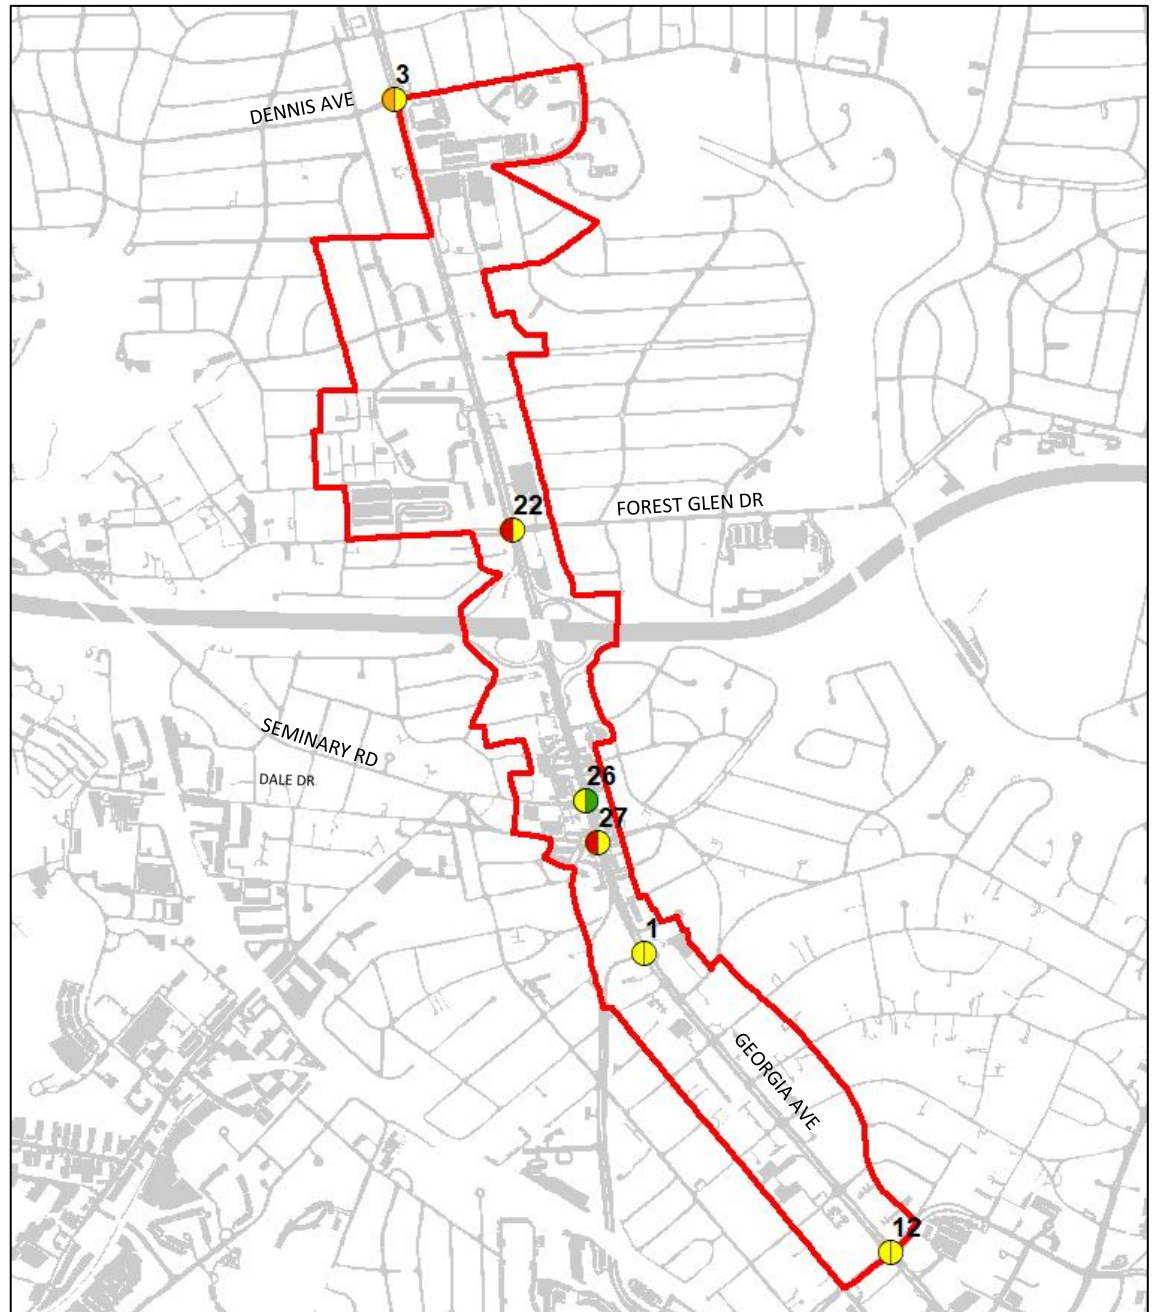 3
DENNIS AVE
22
FOREST GLEN DR
SEMINARY RD
DALE DR
26
27
1
GEORGIA AVE
12